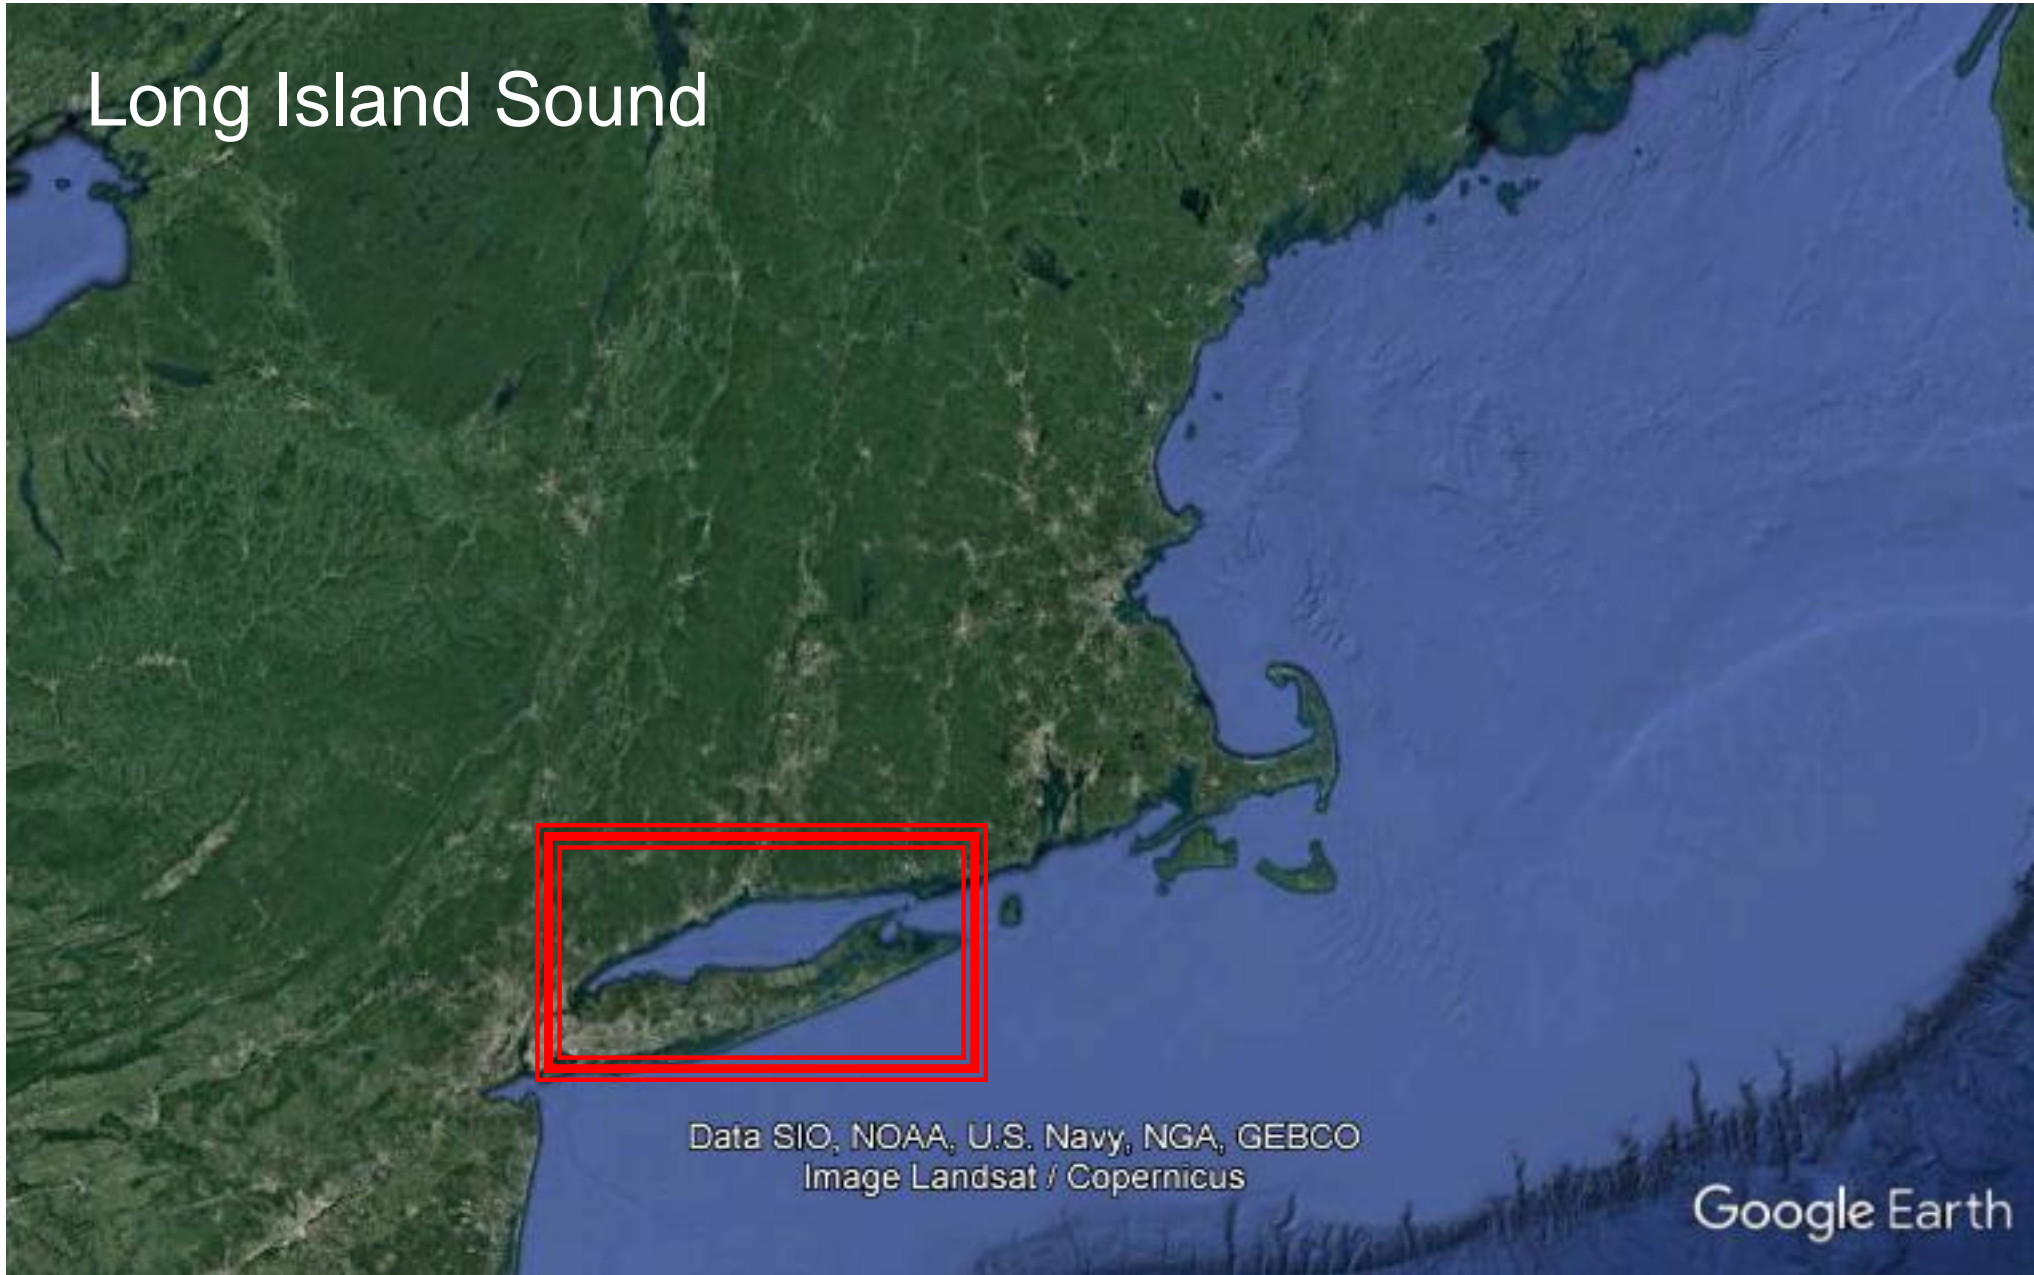 Long Island Sound
Data SIO, NOAA, U.S. Navy, NGA, GEBCO
Image Landsat / Copernicus
Google Earth